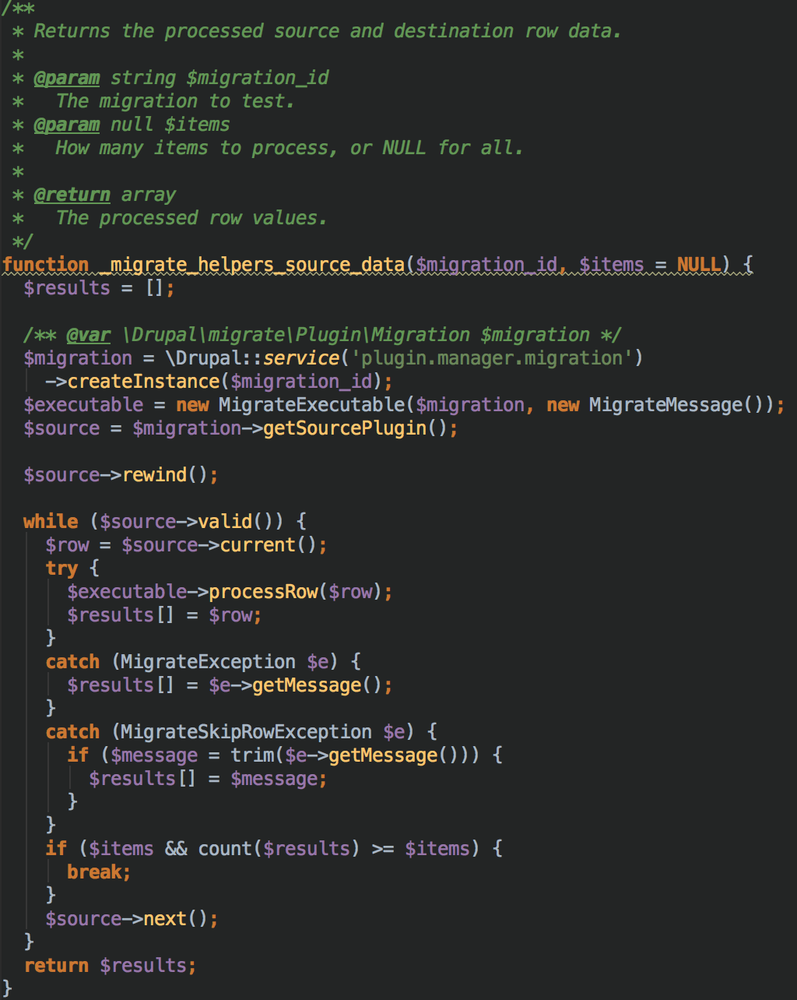 /**
 * Returns the processed source and destination row data.
 *
 * @param string $migration_id
 *   The migration to test.
 * @param null $items
 *   How many items to process, or NULL for all.
 *
 * @return array
 *   The processed row values.
 */
function _migrate_helpers_source_data($migration_id, $items = NULL) {
  $results = [];

  /** @var \Drupal\migrate\Plugin\Migration $migration */
  $migration = \Drupal::service('plugin.manager.migration')
    ->createInstance($migration_id);
  $executable = new MigrateExecutable($migration, new MigrateMessage());
  $source = $migration->getSourcePlugin();

  $source->rewind();

  while ($source->valid()) {
    $row = $source->current();
    try {
      $executable->processRow($row);
      $results[] = $row;
    }
    catch (MigrateException $e) {
      $results[] = $e->getMessage();
    }
    catch (MigrateSkipRowException $e) {
      if ($message = trim($e->getMessage())) {
        $results[] = $message;
      }
    }
    if ($items && count($results) >= $items) {
      break;
    }
    $source->next();
  }
  return $results;
}